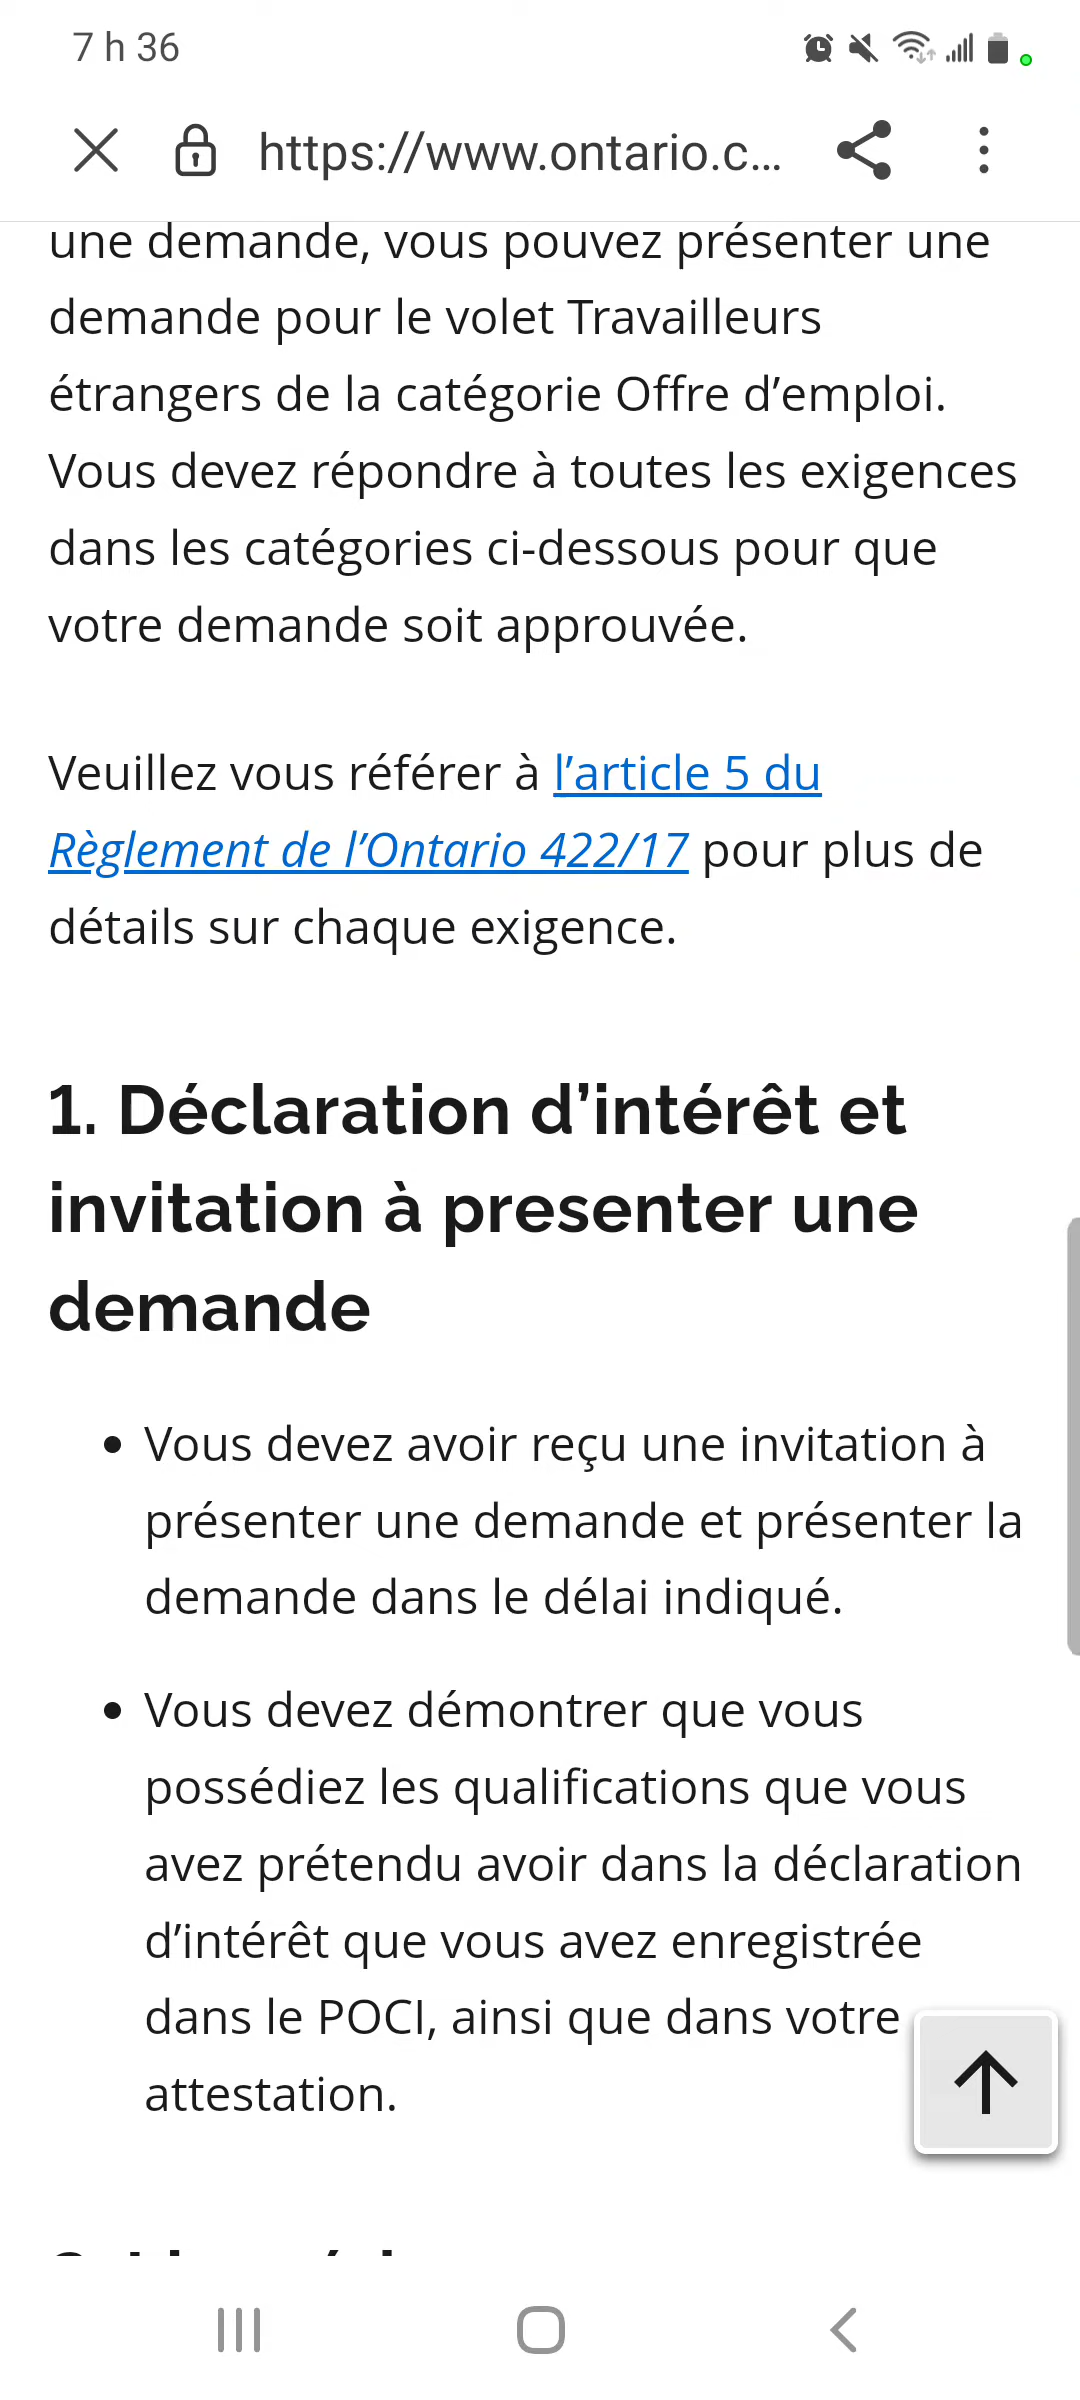 7 h 36
https://www.ontario.c...
une demande, vous pouvez présenter une
demande pour le volet Travailleurs
étrangers de la catégorie Offre d’emploi.
Vous devez répondre à toutes les exigences
dans les catégories ci-dessous pour que
votre demande soit approuvée.
Veuillez vous référer à l’article 5 du
Règlement de l’Ontario 422/17 pour plus de
détails sur chaque exigence.
1. Déclaration d’intérêt et
invitation à presenter une
demande
• Vous devez avoir reçu une invitation à
présenter une demande et présenter la
demande dans le délai indiqué.
• Vous devez démontrer que vous
possédiez les qualifications que vous
avez prétendu avoir dans la déclaration
d’intérêt que vous avez enregistrée
dans le POCI, ainsi que dans votre
attestation.